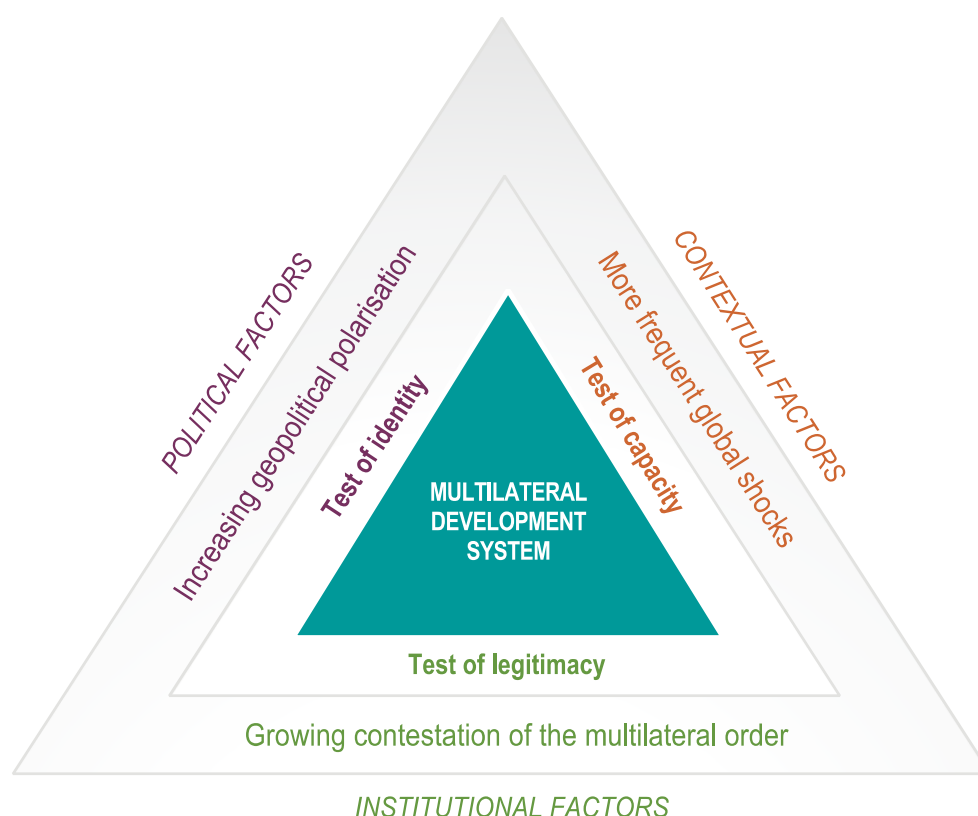 POLITICAL FACTORS
Increasing geopolitical polarisation
Test of identity
CONTEXTUAL FACTORS
More frequent global shocks
Test of capacity
MULTILATERAL
DEVELOPMENT
SYSTEM
Test of legitimacy
Growing contestation of the multilateral order
INSTITUTIONAL FACTORS